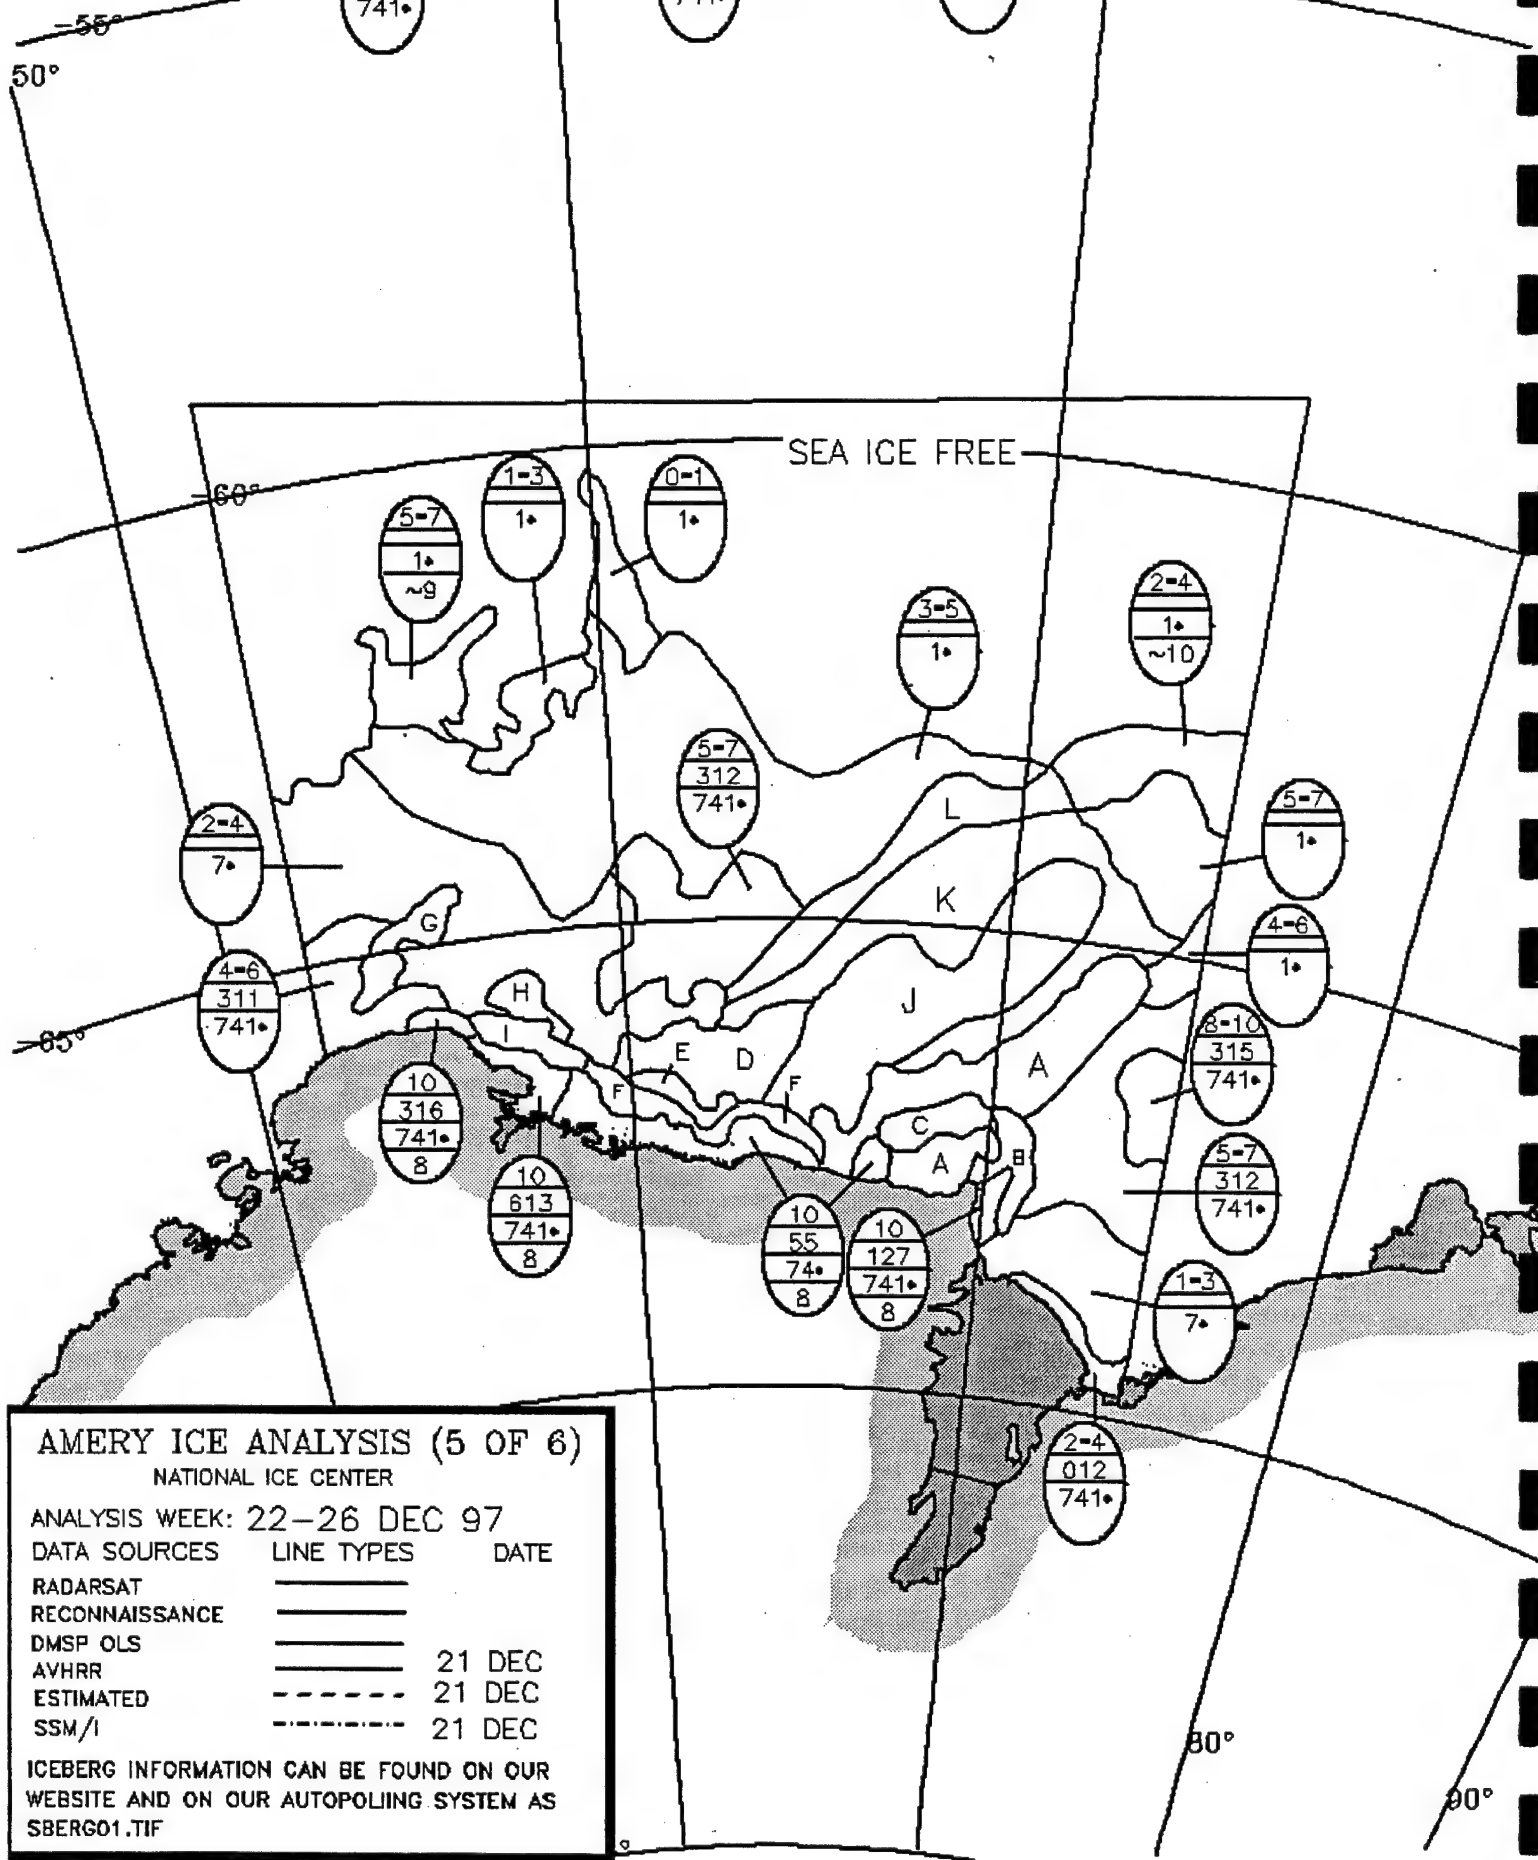 741•
741•
-55°
50°
SEA ICE FREE
-60°
1-3
1•
0-1
1•
5-7
1•
~9
3-5
1•
2-4
1•
~10
5-7
312
741•
L
2-4
7•
5-7
1•
K
G
4-6
1•
4-6
311
741•
H
J
I
-65°
8-10
315
741•
E
D
A
F
F
10
316
741•
8
C
B
A
10
613
741•
8
5-7
312
741•
10
55
74•
8
10
127
741•
8
1-3
7•
2-4
012
741•
AMERY ICE ANALYSIS (5 OF 6)
NATIONAL ICE CENTER
ANALYSIS WEEK: 22-26 DEC 97
DATA SOURCES LINE TYPES DATE
RADARSAT
RECONNAISSANCE
DMSP OLS
AVHRR 21 DEC
ESTIMATED 21 DEC
SSM/I 21 DEC
ICEBERG INFORMATION CAN BE FOUND ON OUR
WEBSITE AND ON OUR AUTOPOLIING SYSTEM AS
SBERG01.TIF
80°
90°